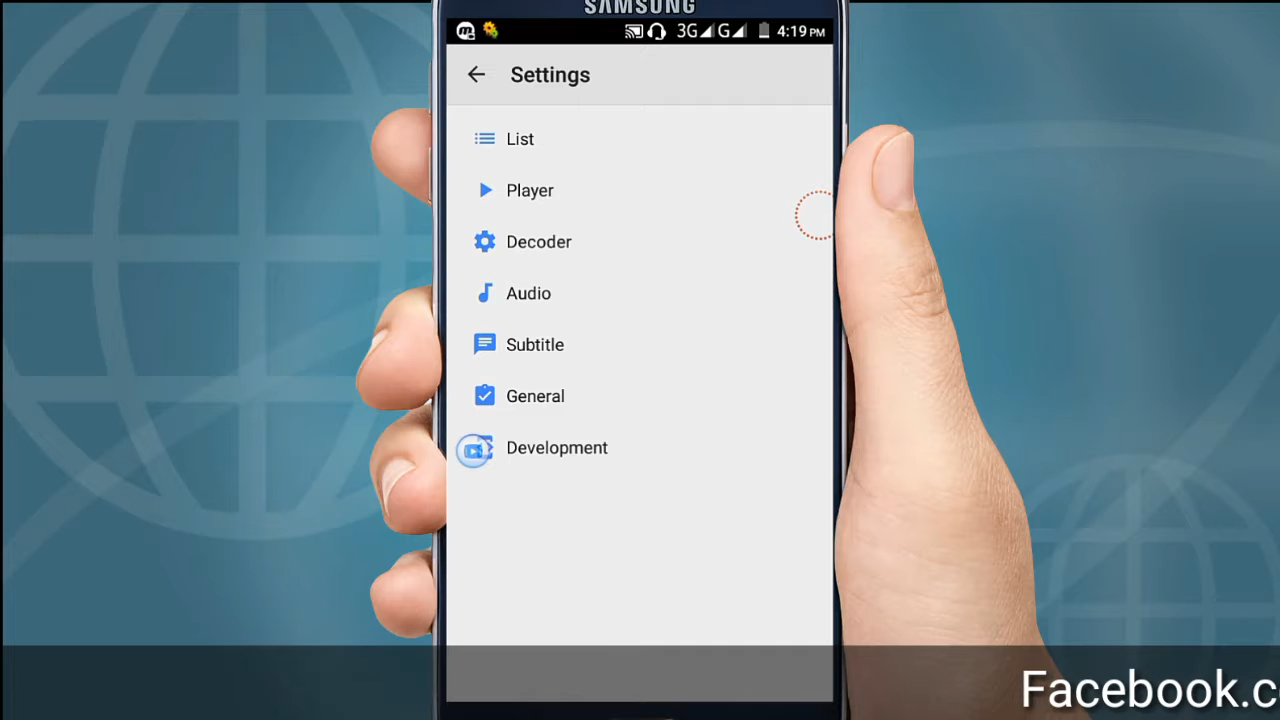 SAMSUNG
3G G 4:19 PM
Settings
List
Player
Decoder
Audio
Subtitle
General
Development
Facebook.c